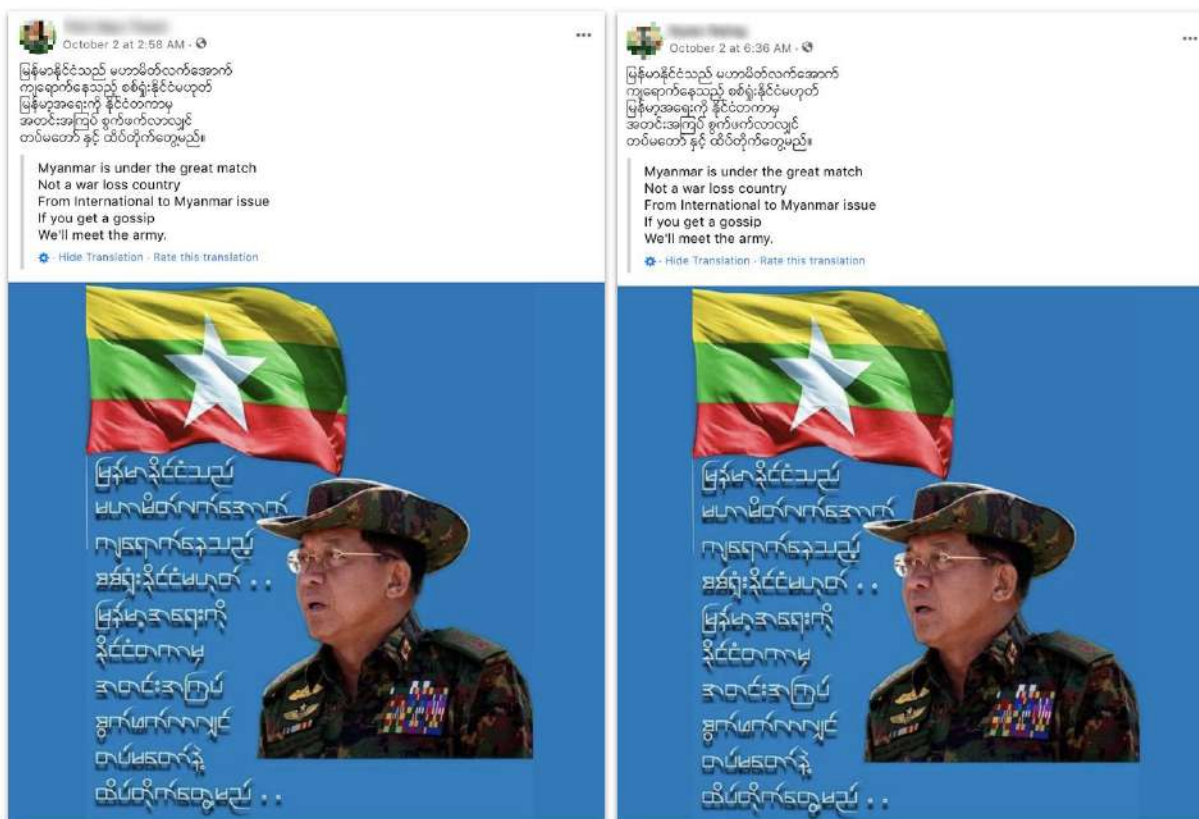 October 2 at 2:58 AM ·
မြန်မာနိုင်ငံသည် မဟာမိတ်လက်အောက်
ကျရောက်နေသည့် စစ်ရှုံးနိုင်ငံမဟုတ်
မြန်မာ့အရေးကို နိုင်ငံတကာမှ
အတင်းအကြပ် စွက်ဖက်လာလျှင်
တပ်မတော် နှင့် ထိပ်တိုက်တွေ့မည်။
Myanmar is under the great match
Not a war loss country
From International to Myanmar issue
If you get a gossip
We'll meet the army.
· Hide Translation · Rate this translation
မြန်မာနိုင်ငံသည်
မဟာမိတ်လက်အောက်
ကျရောက်နေသည့်
စစ်ရှုံးနိုင်ငံမဟုတ် . .
မြန်မာ့အရေးကို
နိုင်ငံတကာမှ
အတင်းအကြပ်
စွက်ဖက်လာလျှင်
တပ်မတော်နဲ့
ထိပ်တိုက်တွေ့မည် . .
October 2 at 6:36 AM ·
မြန်မာနိုင်ငံသည် မဟာမိတ်လက်အောက်
ကျရောက်နေသည့် စစ်ရှုံးနိုင်ငံမဟုတ်
မြန်မာ့အရေးကို နိုင်ငံတကာမှ
အတင်းအကြပ် စွက်ဖက်လာလျှင်
တပ်မတော် နှင့် ထိပ်တိုက်တွေ့မည်။
Myanmar is under the great match
Not a war loss country
From International to Myanmar issue
If you get a gossip
We'll meet the army.
· Hide Translation · Rate this translation
မြန်မာနိုင်ငံသည်
မဟာမိတ်လက်အောက်
ကျရောက်နေသည့်
စစ်ရှုံးနိုင်ငံမဟုတ် . .
မြန်မာ့အရေးကို
နိုင်ငံတကာမှ
အတင်းအကြပ်
စွက်ဖက်လာလျှင်
တပ်မတော်နဲ့
ထိပ်တိုက်တွေ့မည် . .